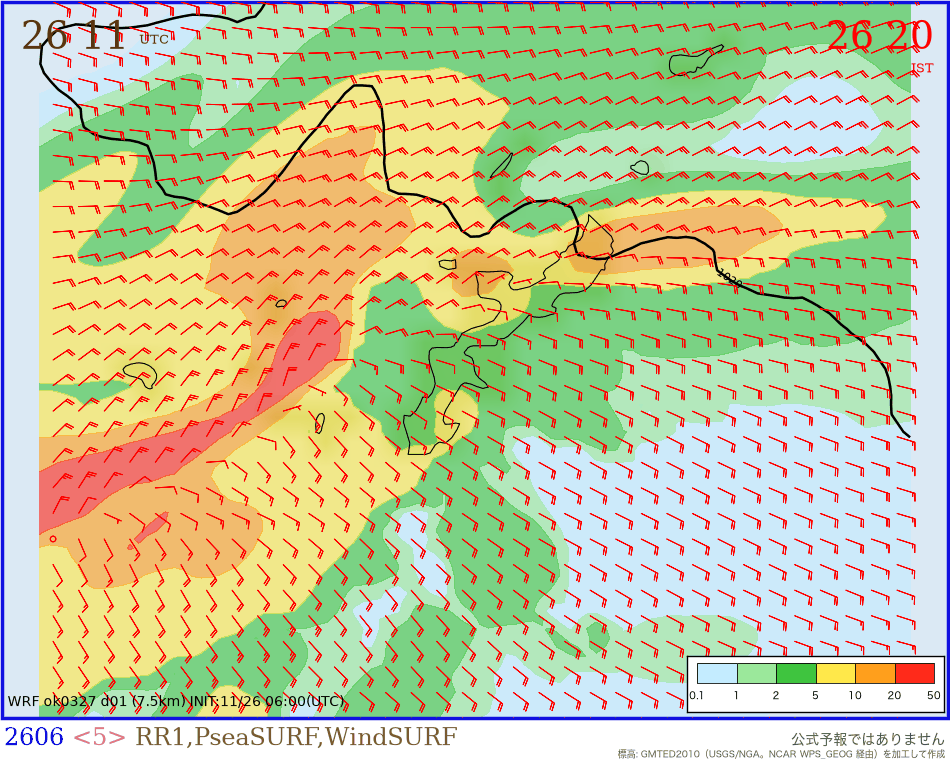 26 11 UTC
26 20 JST
1020
WRF ok0327 d01 (7.5km) INIT:11/26 06:00(UTC)
0.1 1 2 5 10 20 50
2606 <5> RR1,PseaSURF,WindSURF
公式予報ではありません
標高: GMTED2010（USGS/NGA。NCAR WPS_GEOG 経由）を加工して作成